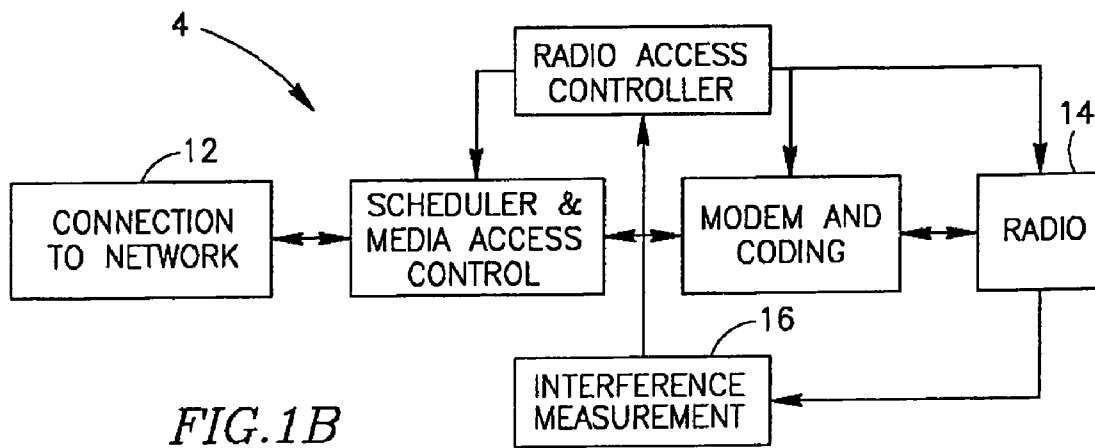 4
RADIO ACCESS
CONTROLLER
12
14
CONNECTION
TO NETWORK
SCHEDULER &
MEDIA ACCESS
CONTROL
MODEM AND
CODING
RADIO
16
INTERFERENCE
MEASUREMENT
FIG.1B